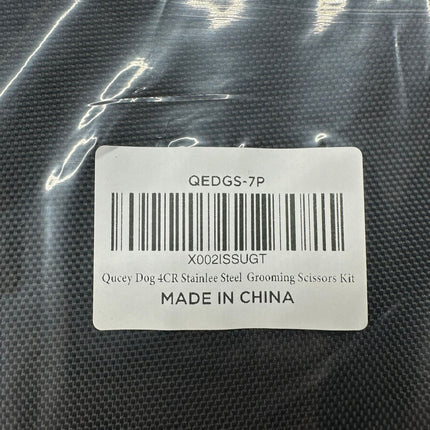 QEDGS-7P
X002ISSUGT
Qucey Dog 4CR Stainlee Steel Grooming Scissors Kit
MADE IN CHINA